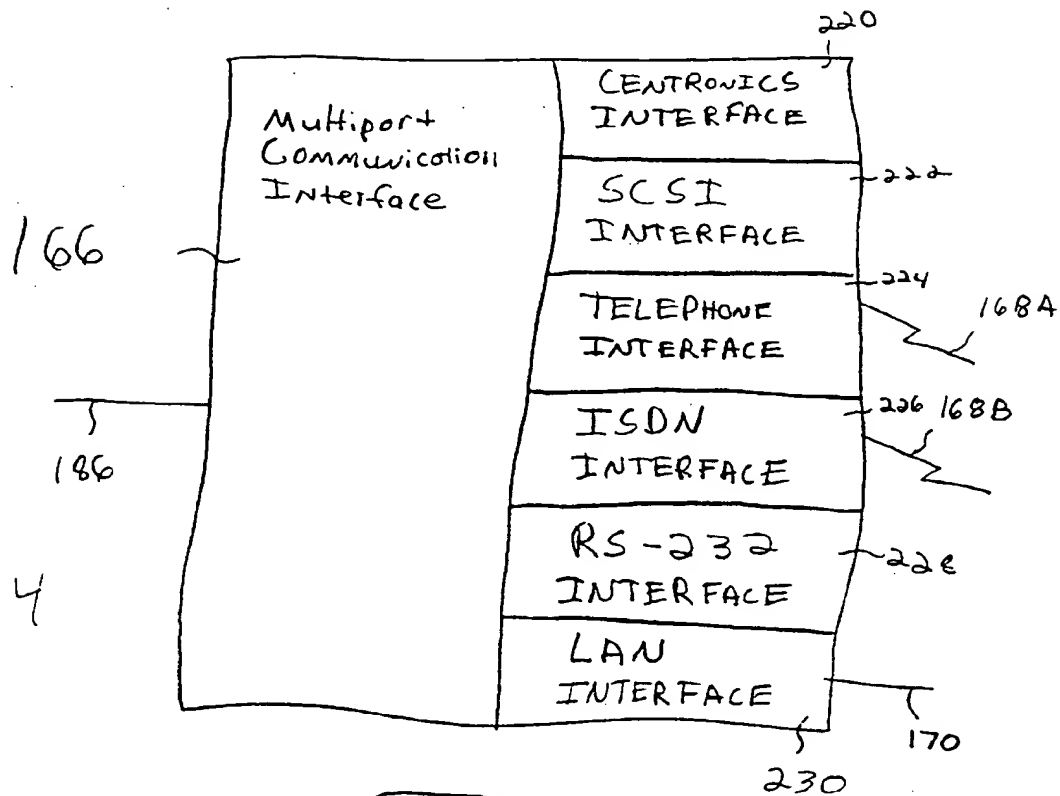 220
CENTRONICS
INTERFACE
Multiport
Communication
Interface
222
SCSI
INTERFACE
166
224
TELEPHONE
INTERFACE
168A
226
168B
ISDN
INTERFACE
186
RS-232
INTERFACE
228
4
LAN
INTERFACE
170
230